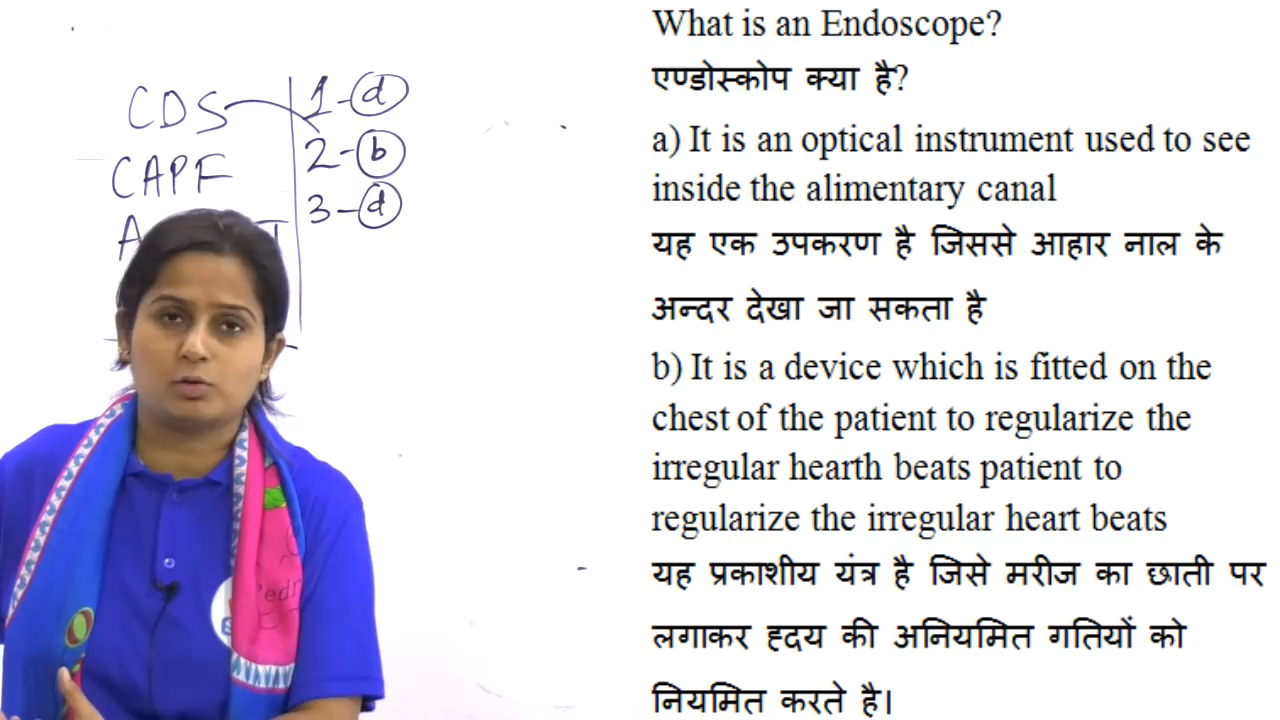 CDS
CAPF
1-d
2-b
3-d
What is an Endoscope?
एण्डोस्कोप क्या है?
a) It is an optical instrument used to see
inside the alimentary canal
यह एक उपकरण है जिससे आहार नाल के
अन्दर देखा जा सकता है
b) It is a device which is fitted on the
chest of the patient to regularize the
irregular hearth beats patient to
regularize the irregular heart beats
यह प्रकाशीय यंत्र है जिसे मरीज का छाती पर
लगाकर ह्दय की अनियमित गतियों को
नियमित करते है।